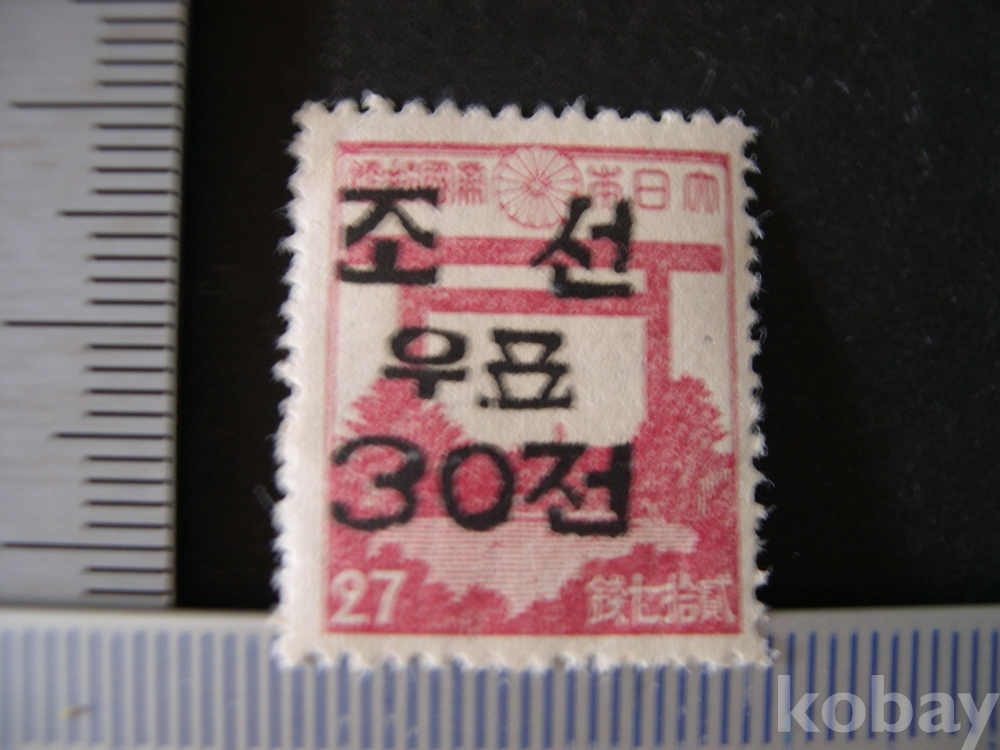 大日本帝國郵便
조선
우표
30전
27
貳拾七錢
kobay